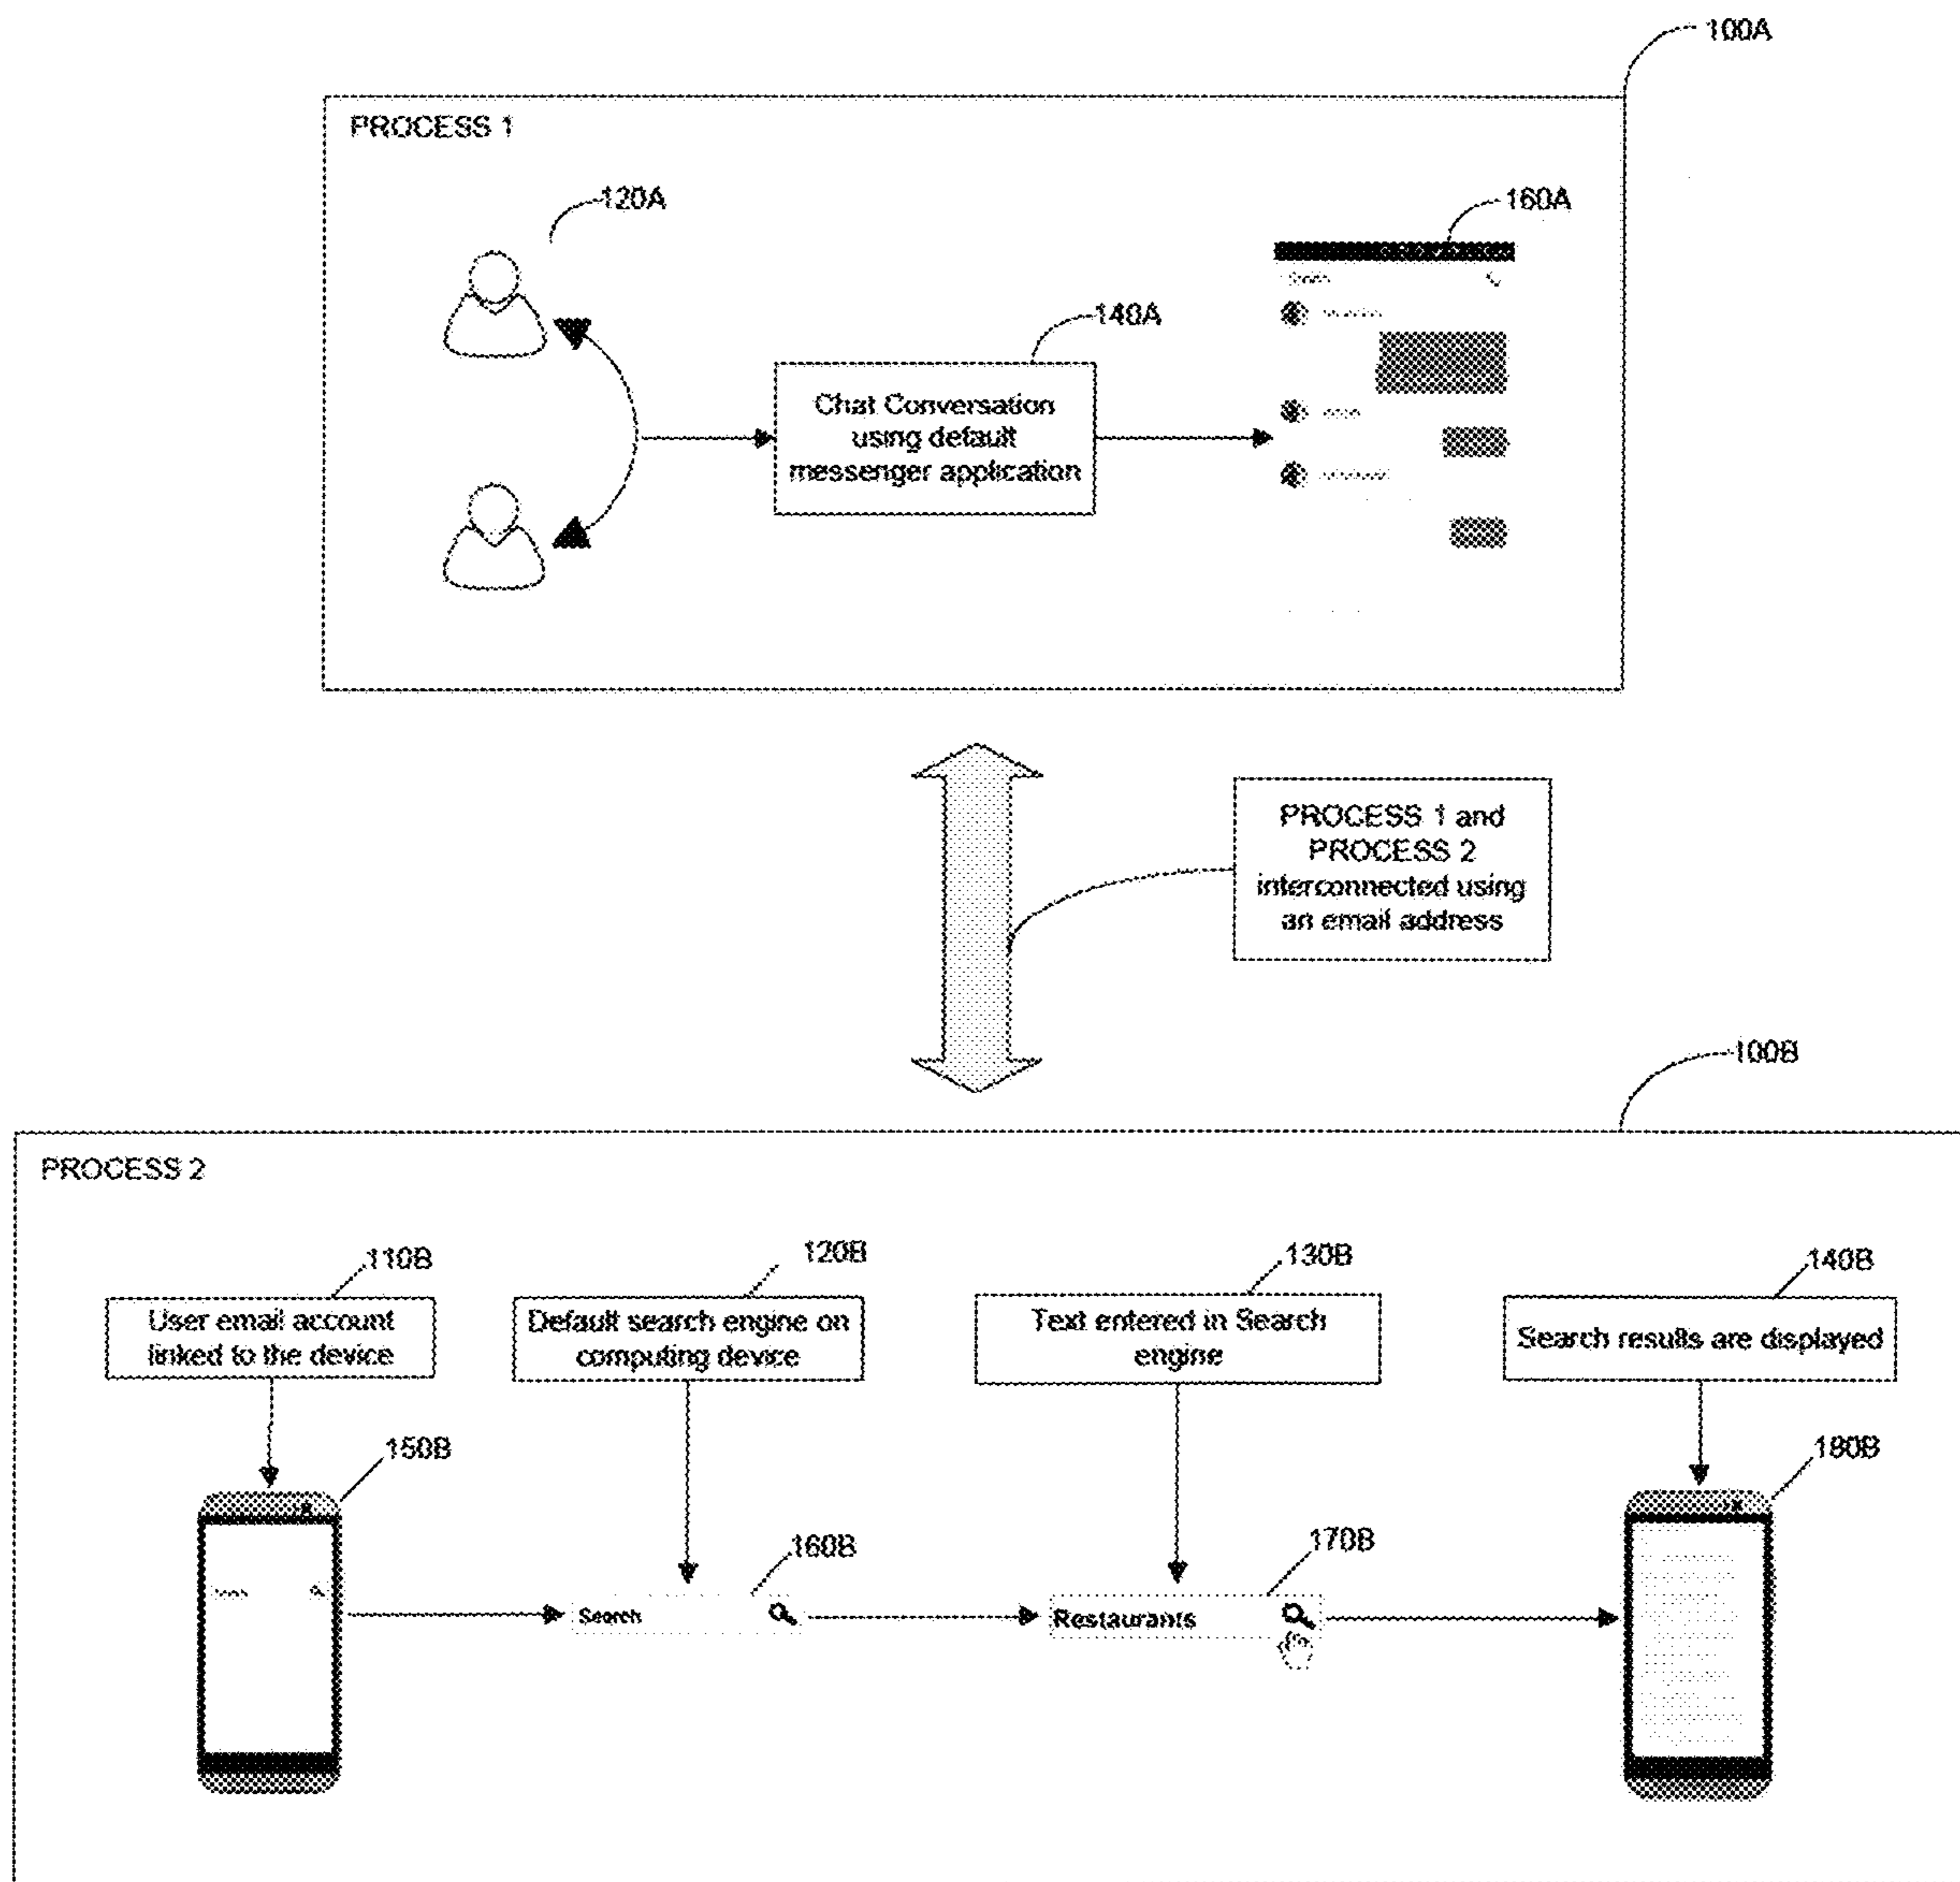 100A
PROCESS 1
120A
160A
140A
Chat Conversation
using default
messenger application
PROCESS 1 and
PROCESS 2
interconnected using
an email address
100B
PROCESS 2
110B
120B
130B
140B
User email account
linked to the device
Default search engine on
computing device
Text entered in Search
engine
Search results are displayed
150B
180B
160B
170B
Search
Restaurants